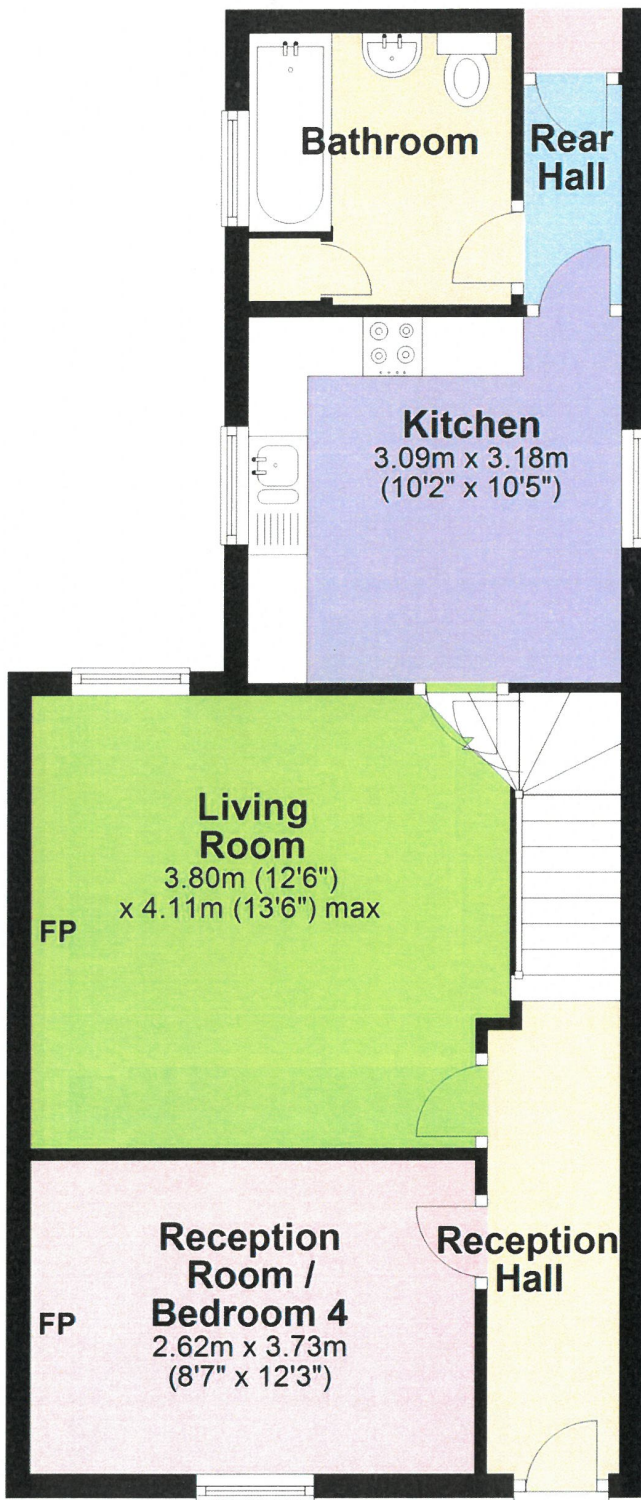 Bathroom
Rear
Hall
Kitchen
3.09m x 3.18m
(10'2" x 10'5")
Living
Room
3.80m (12'6")
x 4.11m (13'6") max
FP
Reception
Room /
Bedroom 4
2.62m x 3.73m
(8'7" x 12'3")
FP
Reception
Hall